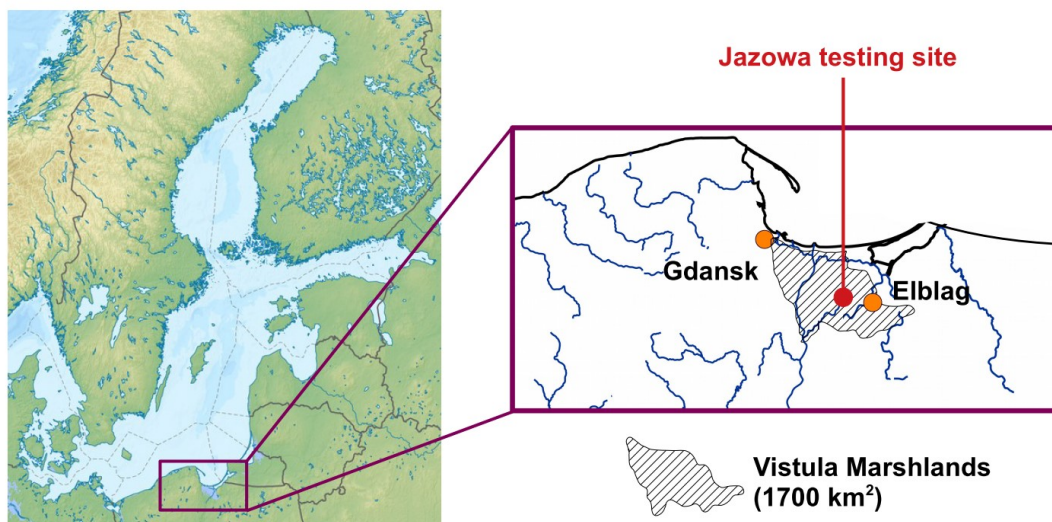 Jazowa testing site
Gdansk
Elblag
Vistula Marshlands
(1700 km²)